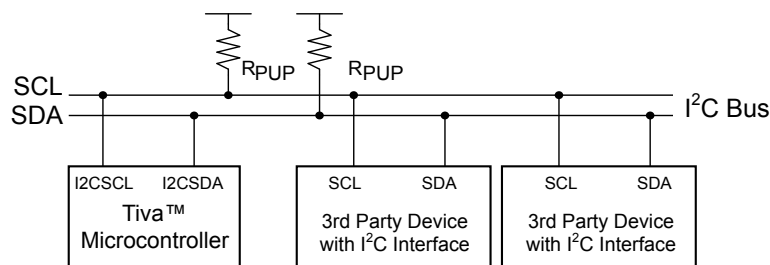 RPUP RPUP
SCL
SDA
I²C Bus
I2CSCL I2CSDA SCL SDA SCL SDA
Tiva™
Microcontroller
3rd Party Device
with I²C Interface
3rd Party Device
with I²C Interface